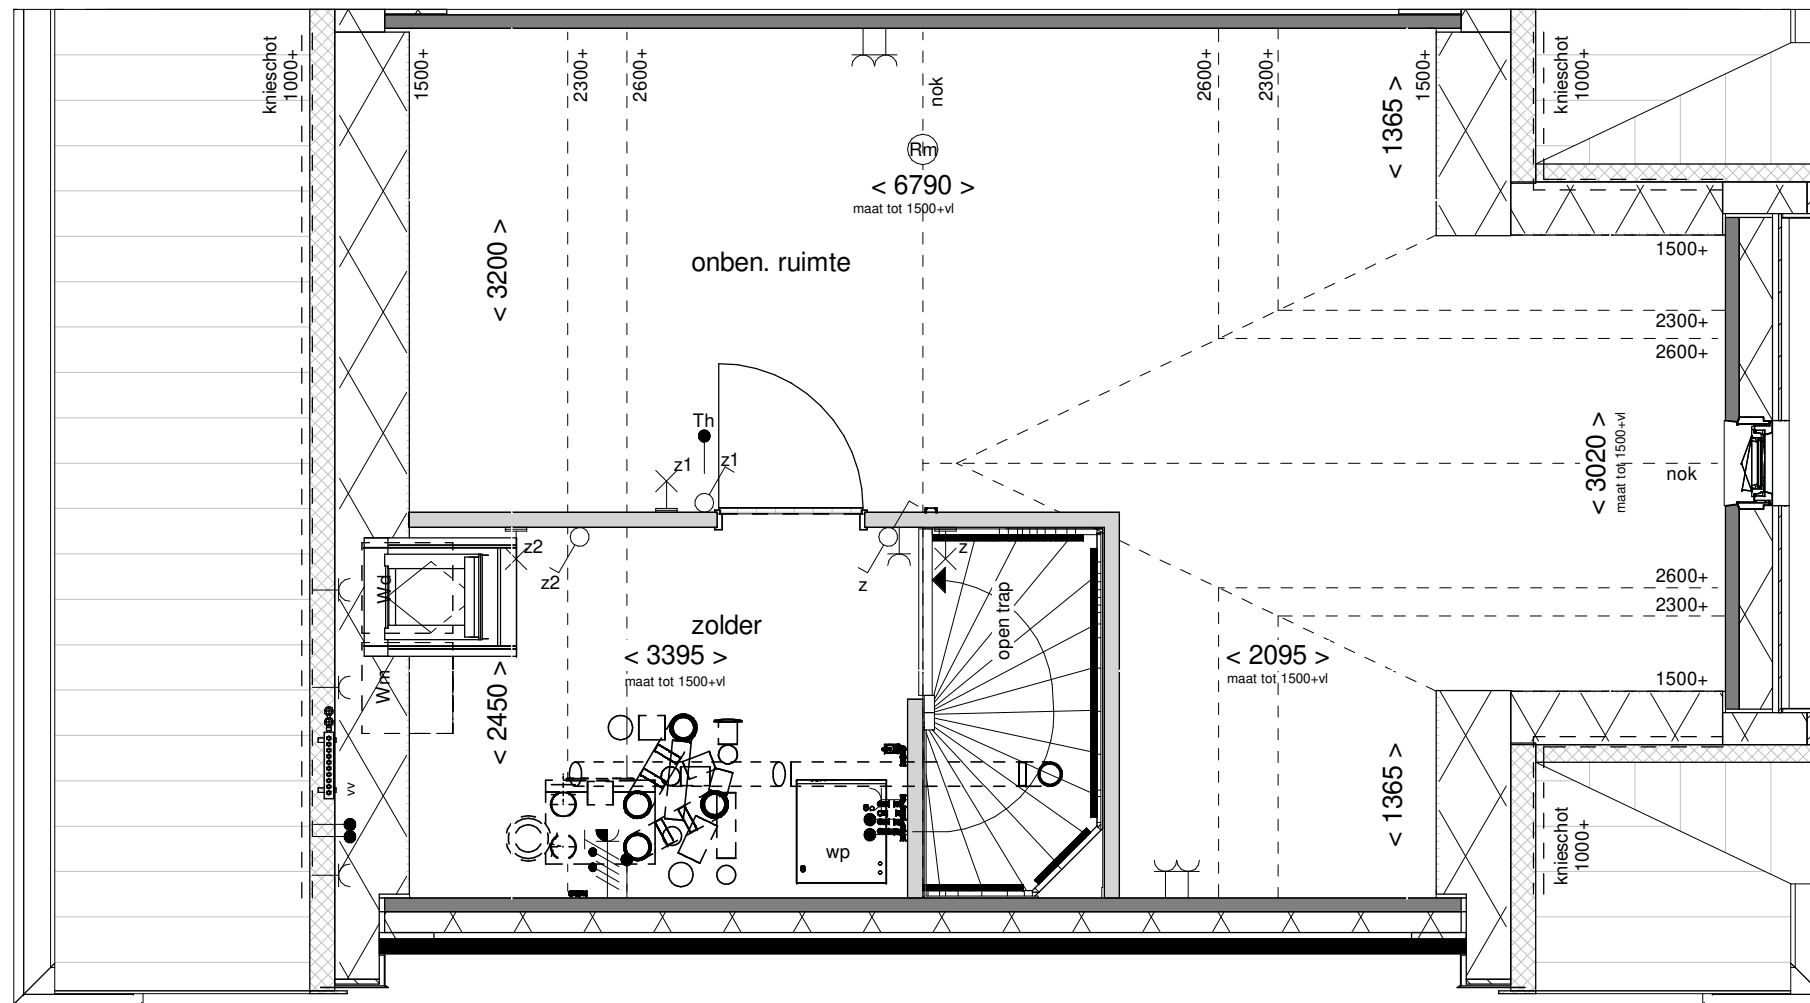 knieschot
1000+
1500+
2300+
2600+
nok
2600+
2300+
< 1365 >
1500+
knieschot
1000+
Rm
< 6790 >
maat tot 1500+vl
< 3200 >
onben. ruimte
1500+
2300+
2600+
Th
z1
z1
< 3020 >
maat tot 1500+vl
nok
z2
z2
z
z
Wd
open trap
2600+
2300+
zolder
< 3395 >
maat tot 1500+vl
< 2095 >
maat tot 1500+vl
1500+
Wm
< 2450 >
vv
wp
< 1365 >
knieschot
1000+